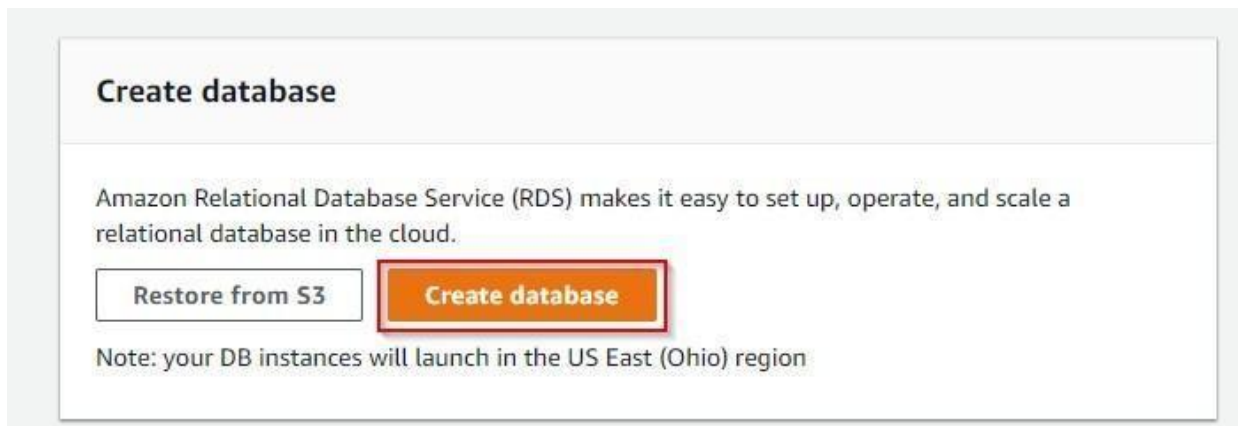 Create database
Amazon Relational Database Service (RDS) makes it easy to set up, operate, and scale a
relational database in the cloud.
Restore from S3 Create database
Note: your DB instances will launch in the US East (Ohio) region